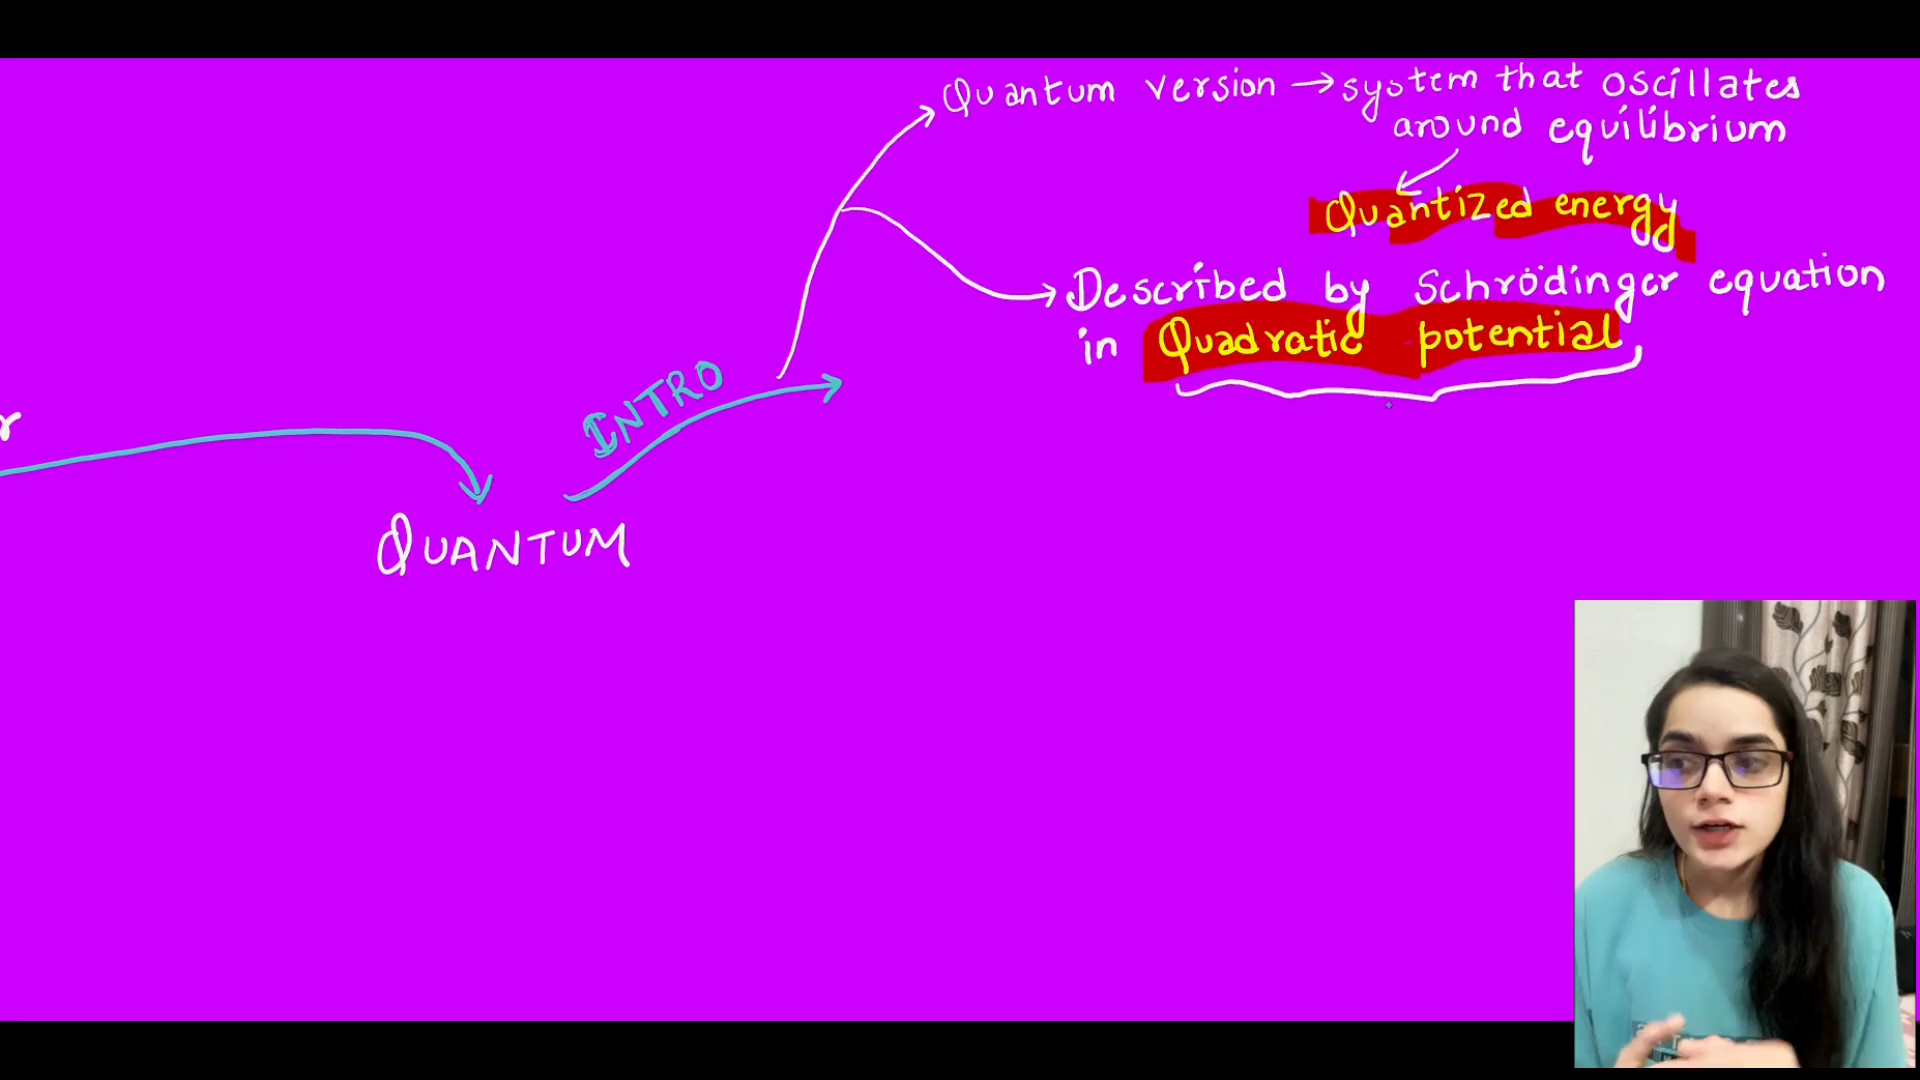 Quantum version → system that oscillates
around equilibrium
Quantized energy
Described by Schrödinger equation
in Quadratic potential
INTRO
r
QUANTUM